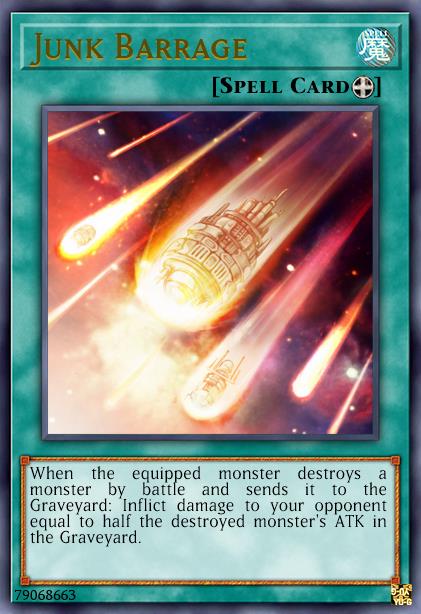 Junk Barrage
SPELL
魔
[Spell Card]
When the equipped monster destroys a
monster by battle and sends it to the
Graveyard: Inflict damage to your opponent
equal to half the destroyed monster's ATK in
the Graveyard.
79068663